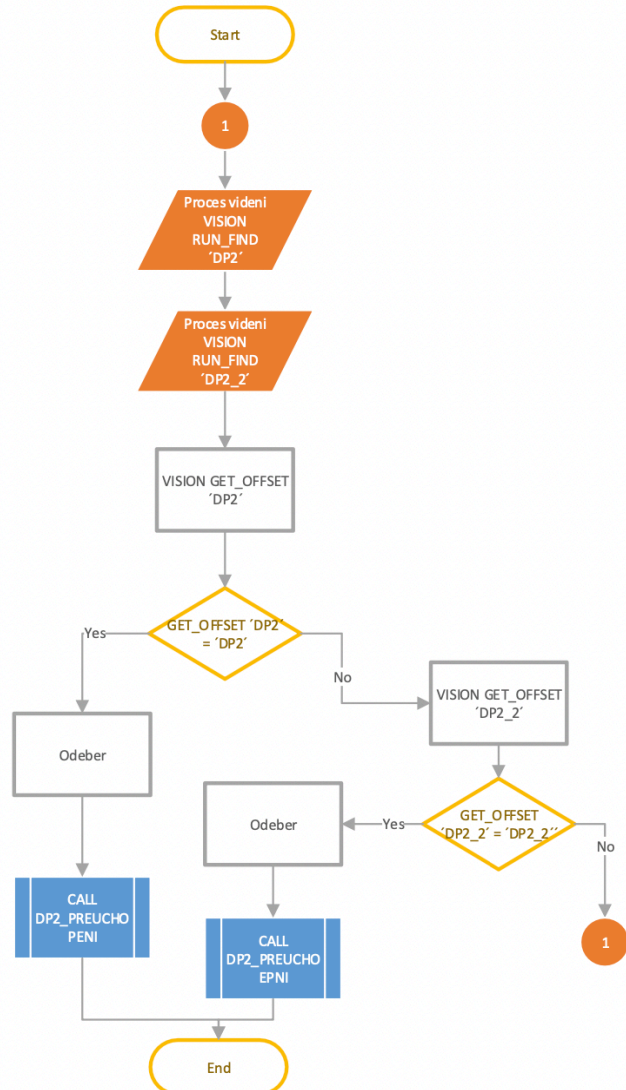 Start
1
Proces videni
VISION
RUN_FIND
´DP2´
Proces videni
VISION
RUN_FIND
´DP2_2´
VISION GET_OFFSET
´DP2´
GET_OFFSET ´DP2´
= ´DP2´
Yes
No
VISION GET_OFFSET
´DP2_2´
Odeber
GET_OFFSET
´DP2_2´ = ´DP2_2´´
Yes
No
Odeber
CALL
DP2_PREUCHO
PENI
CALL
DP2_PREUCHO
EPNI
1
End